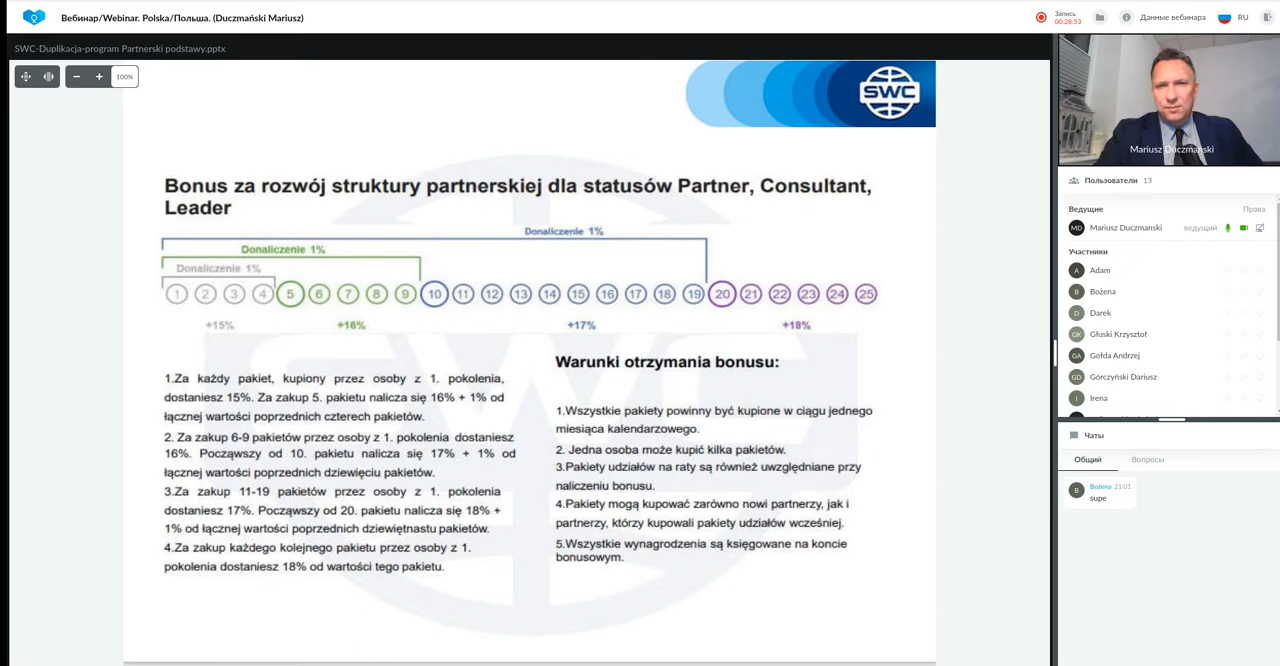 Вебинар/Webinar. Polska/Польша. (Duczmański Mariusz)
Запись
00:28:53
Данные вебинара
RU
SWC-Duplikacja-program Partnerski podstawy.pptx
100%
SWC
Bonus za rozwój struktury partnerskiej dla statusów Partner, Consultant,
Leader
Donaliczenie 1%
Donaliczenie 1%
Donaliczenie 1%
1 2 3 4 5 6 7 8 9 10 11 12 13 14 15 16 17 18 19 20 21 22 23 24 25
+15% +16% +17% +18%
1.Za każdy pakiet, kupiony przez osoby z 1. pokolenia,
dostaniesz 15%. Za zakup 5. pakietu nalicza się 16% + 1% od
łącznej wartości poprzednich czterech pakietów.
2. Za zakup 6-9 pakietów przez osoby z 1. pokolenia dostaniesz
16%. Począwszy od 10. pakietu nalicza się 17% + 1% od
łącznej wartości poprzednich dziewięciu pakietów.
3.Za zakup 11-19 pakietów przez osoby z 1. pokolenia
dostaniesz 17%. Począwszy od 20. pakietu nalicza się 18% +
1% od łącznej wartości poprzednich dziewiętnastu pakietów.
4.Za zakup każdego kolejnego pakietu przez osoby z 1.
pokolenia dostaniesz 18% od wartości tego pakietu.
Warunki otrzymania bonusu:
1.Wszystkie pakiety powinny być kupione w ciągu jednego
miesiąca kalendarzowego.
2. Jedna osoba może kupić kilka pakietów.
3.Pakiety udziałów na raty są również uwzględniane przy
naliczeniu bonusu.
4.Pakiety mogą kupować zarówno nowi partnerzy, jak i
partnerzy, którzy kupowali pakiety udziałów wcześniej.
5.Wszystkie wynagrodzenia są księgowane na koncie
bonusowym.
Mariusz Duczmanski
Пользователи 13
Ведущие Права
MD Mariusz Duczmanski ведущий
Участники
A Adam
B Bożena
D Darek
GK Głuski Krzysztof
GA Gołda Andrzej
GD Górczyński Dariusz
I Irena
Чаты
Общий Вопросы
B Bożena 21:01
supe